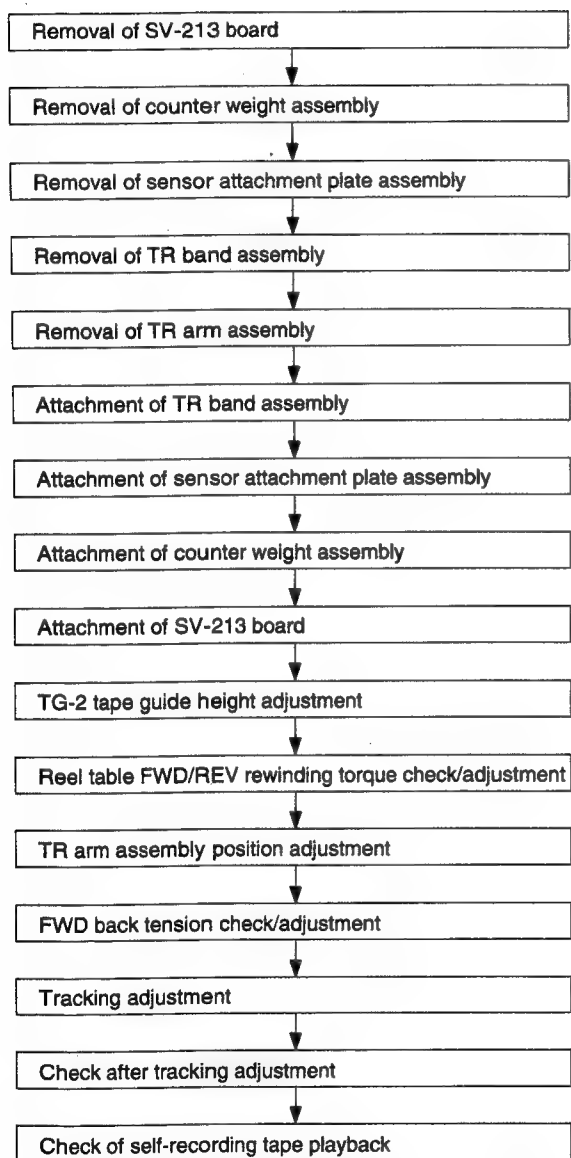 Removal of SV-213 board
Removal of counter weight assembly
Removal of sensor attachment plate assembly
Removal of TR band assembly
Removal of TR arm assembly
Attachment of TR band assembly
Attachment of sensor attachment plate assembly
Attachment of counter weight assembly
Attachment of SV-213 board
TG-2 tape guide height adjustment
Reel table FWD/REV rewinding torque check/adjustment
TR arm assembly position adjustment
FWD back tension check/adjustment
Tracking adjustment
Check after tracking adjustment
Check of self-recording tape playback